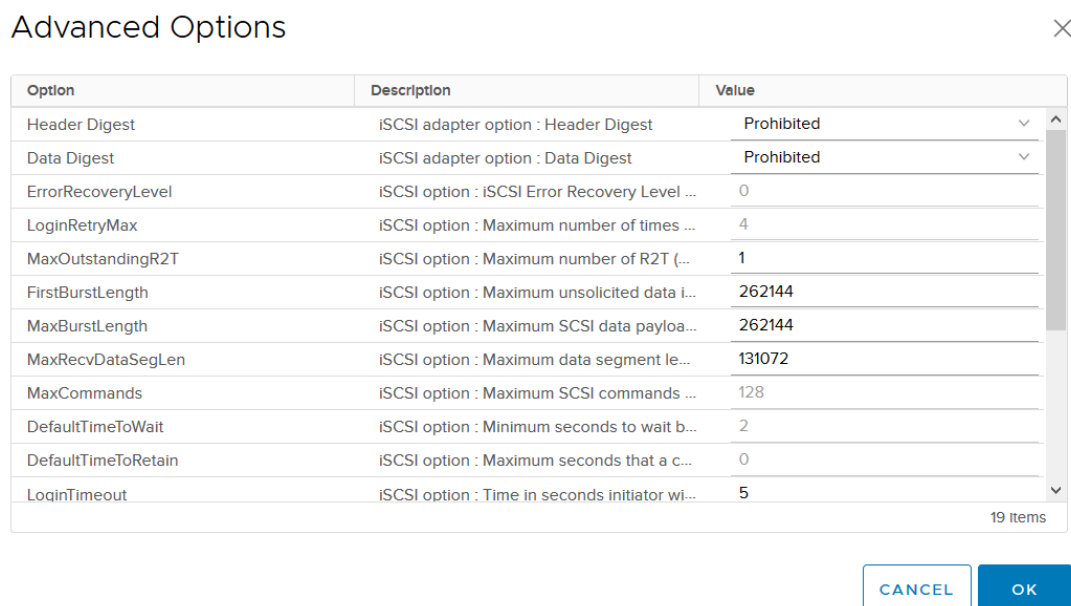 Advanced Options
Option Description Value
Header Digest iSCSI adapter option : Header Digest Prohibited
Data Digest iSCSI adapter option : Data Digest Prohibited
ErrorRecoveryLevel iSCSI option : iSCSI Error Recovery Level ... 0
LoginRetryMax iSCSI option : Maximum number of times ... 4
MaxOutstandingR2T iSCSI option : Maximum number of R2T (... 1
FirstBurstLength iSCSI option : Maximum unsolicited data i... 262144
MaxBurstLength iSCSI option : Maximum SCSI data payloa... 262144
MaxRecvDataSegLen iSCSI option : Maximum data segment le... 131072
MaxCommands iSCSI option : Maximum SCSI commands ... 128
DefaultTimeToWait iSCSI option : Minimum seconds to wait b... 2
DefaultTimeToRetain iSCSI option : Maximum seconds that a c... 0
LoginTimeout iSCSI option : Time in seconds initiator wi... 5
19 items
CANCEL OK